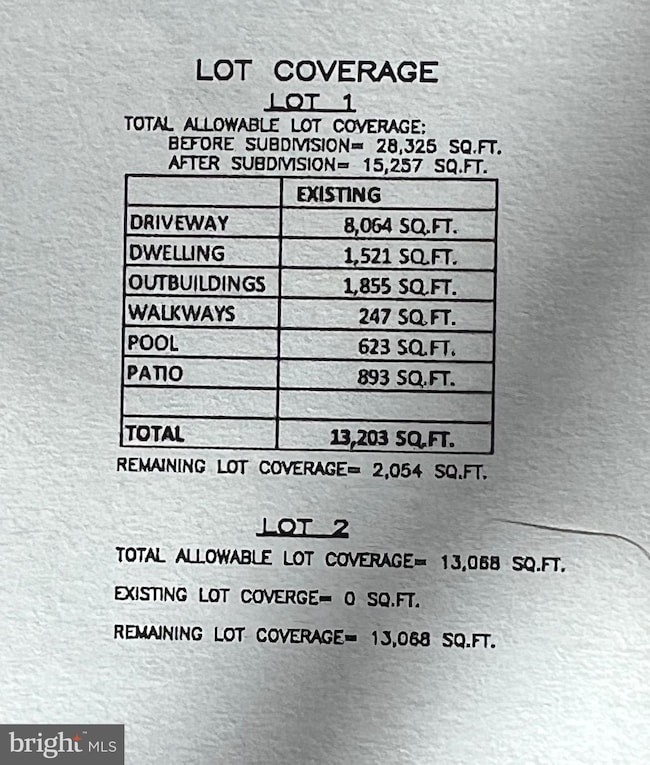 LOT COVERAGE
LOT 1
TOTAL ALLOWABLE LOT COVERAGE:
BEFORE SUBDIVISION= 28,325 SQ.FT.
AFTER SUBDIVISION= 15,257 SQ.FT.
EXISTING
DRIVEWAY 8,064 SQ.FT.
DWELLING 1,521 SQ.FT.
OUTBUILDINGS 1,855 SQ.FT.
WALKWAYS 247 SQ.FT.
POOL 623 SQ.FT.
PATIO 893 SQ.FT.
TOTAL 13,203 SQ.FT.
REMAINING LOT COVERAGE= 2,054 SQ.FT.
LOT 2
TOTAL ALLOWABLE LOT COVERAGE= 13,068 SQ.FT.
EXISTING LOT COVERGE= 0 SQ.FT.
REMAINING LOT COVERAGE= 13,068 SQ.FT.
bright MLS